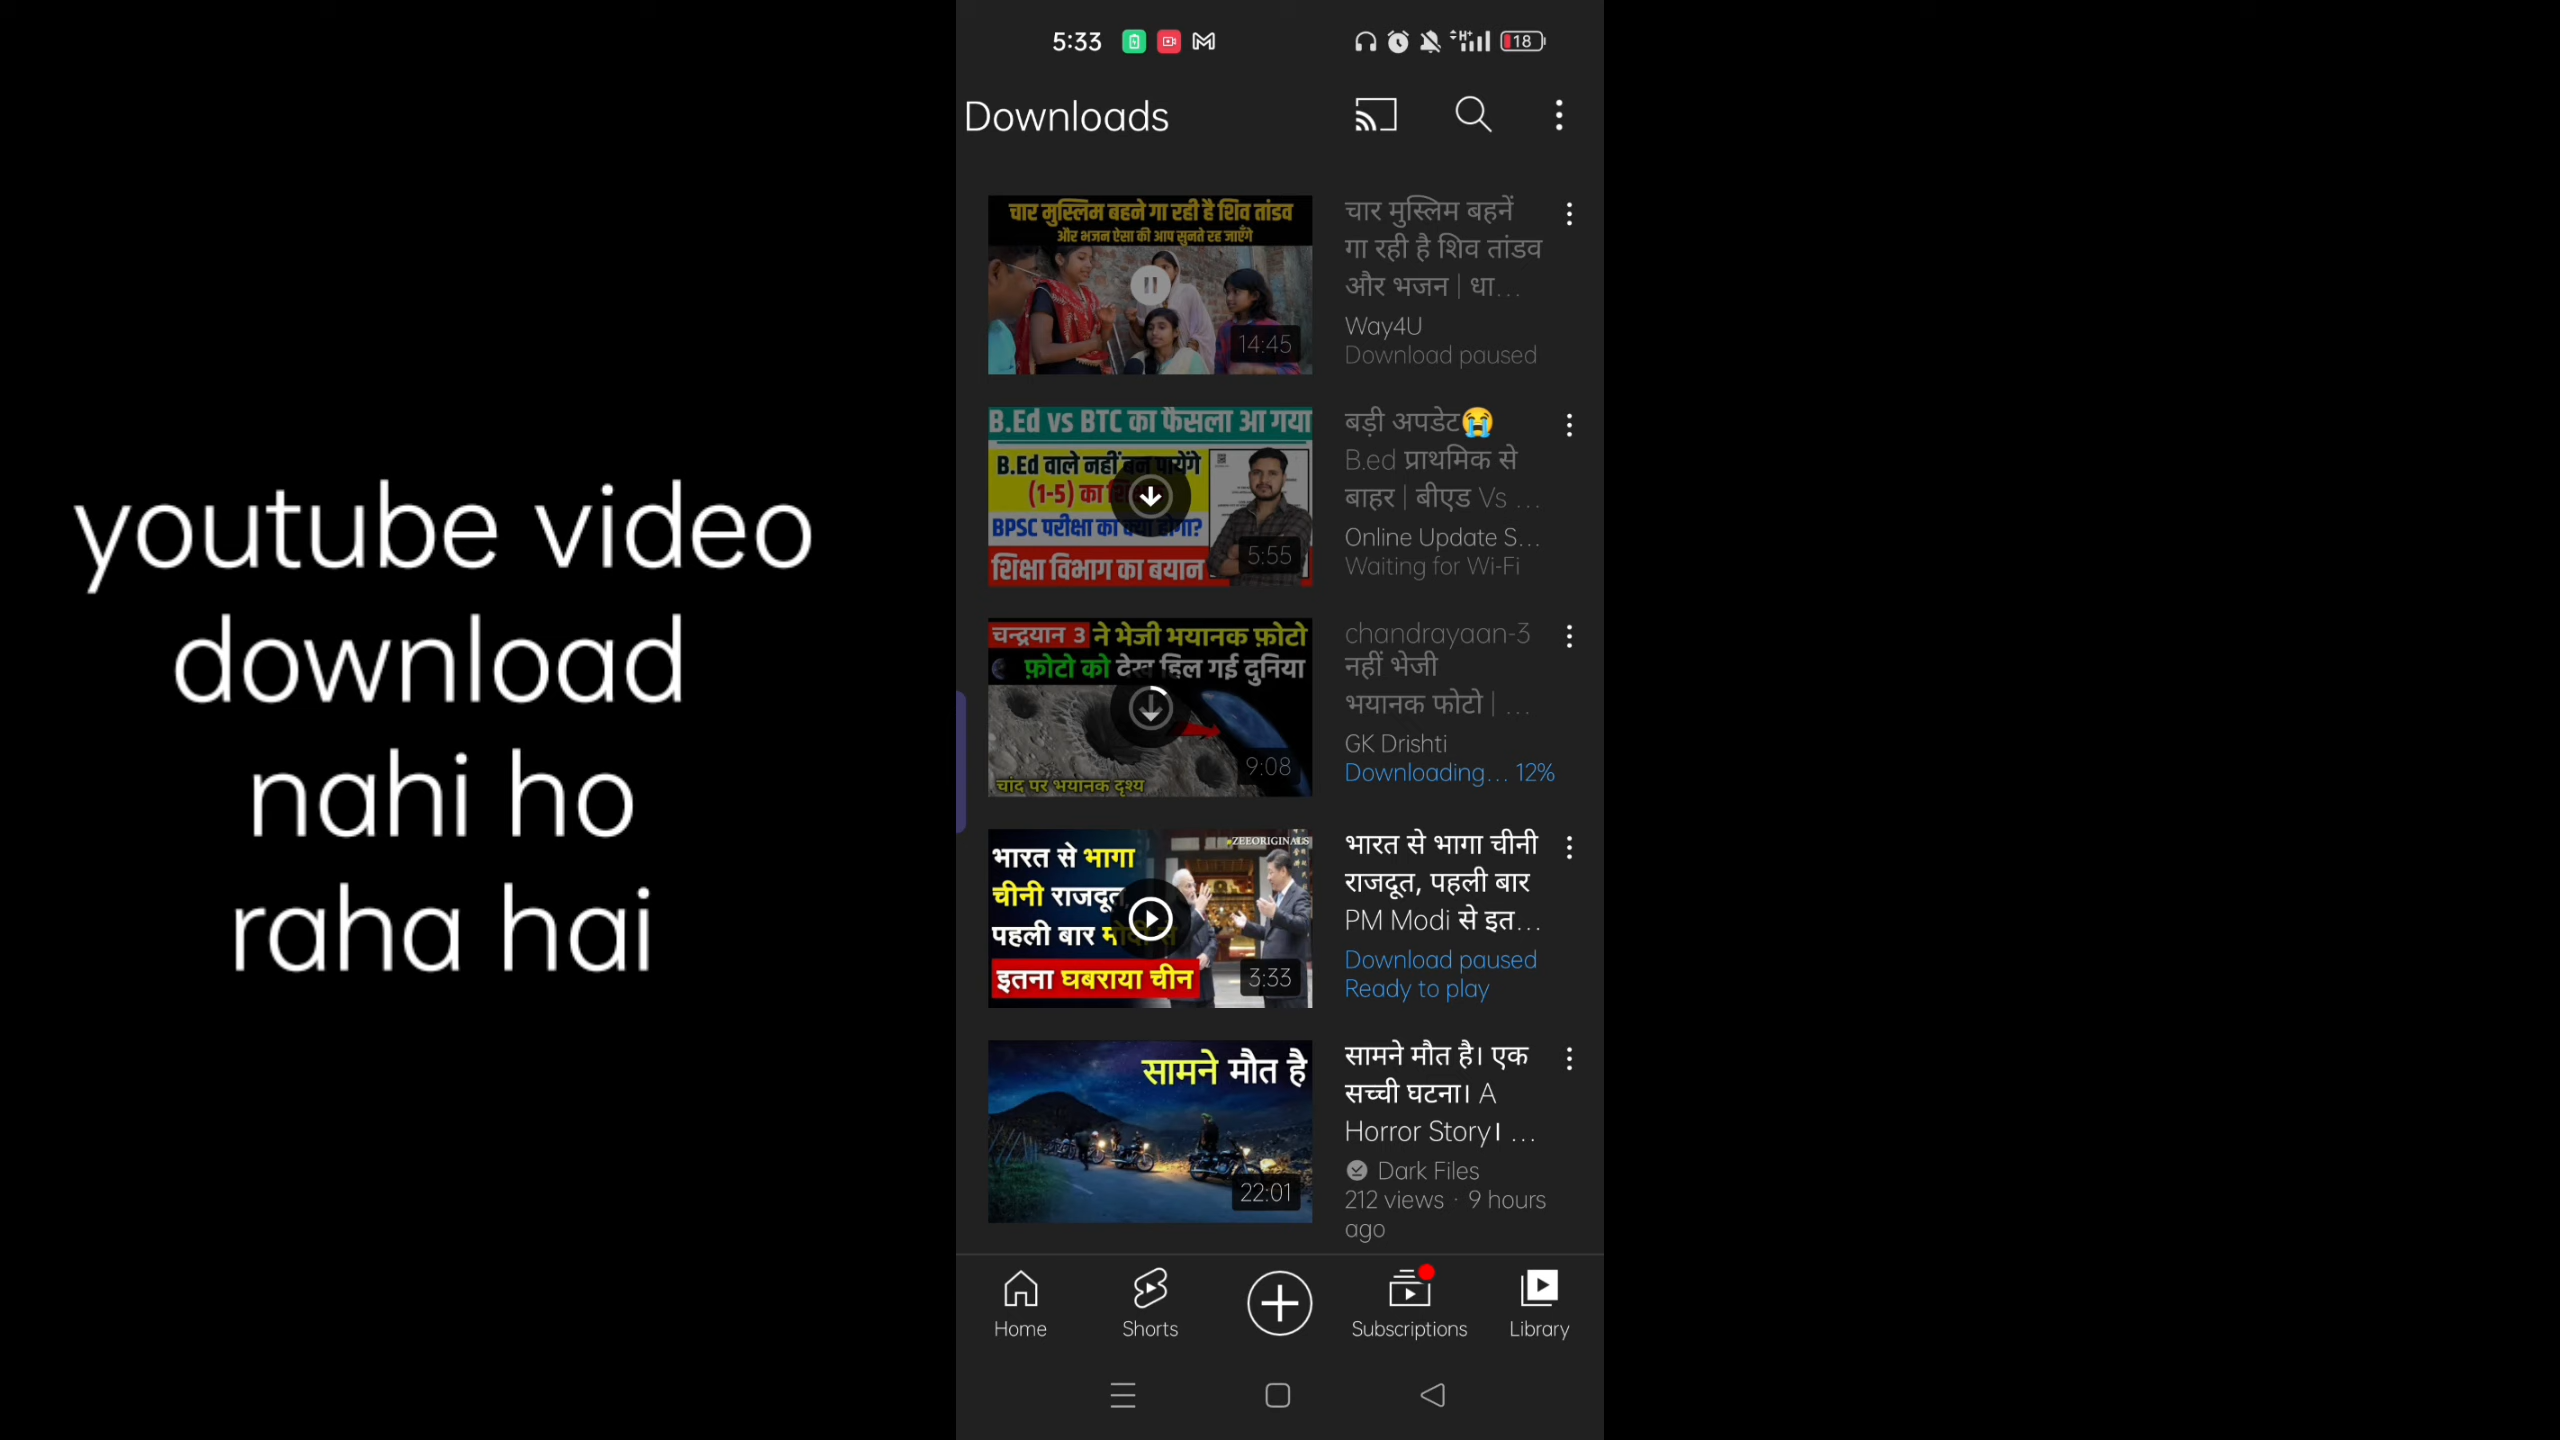 youtube video
download
nahi ho
raha hai
5:33
H+
18
Downloads
चार मुस्लिम बहने गा रही है शिव तांडव
और भजन ऐसा की आप सुनते रह जाएँगे
14:45
चार मुस्लिम बहनें
गा रही है शिव तांडव
और भजन | धा...
Way4U
Download paused
B.Ed vs BTC का फैसला आ गया
B.Ed वाले नहीं बन पायेंगे
(1-5) का
BPSC परीक्षा का क्या होगा?
शिक्षा विभाग का बयान
5:55
बड़ी अपडेट😭
B.ed प्राथमिक से
बाहर | बीएड Vs ...
Online Update S...
Waiting for Wi-Fi
चन्द्रयान 3 ने भेजी भयानक फ़ोटो
फ़ोटो को देख हिल गई दुनिया
चांद पर भयानक दृश्य
9:08
chandrayaan-3
नहीं भेजी
भयानक फोटो | ...
GK Drishti
Downloading... 12%
ZEEORIGINALS
भारत से भागा
चीनी राजदूत,
पहली बार मोदी से
इतना घबराया चीन
3:33
भारत से भागा चीनी
राजदूत, पहली बार
PM Modi से इत...
Download paused
Ready to play
सामने मौत है
22:01
सामने मौत है। एक
सच्ची घटना। A
Horror Story। ...
Dark Files
212 views · 9 hours
ago
Home
Shorts
Subscriptions
Library